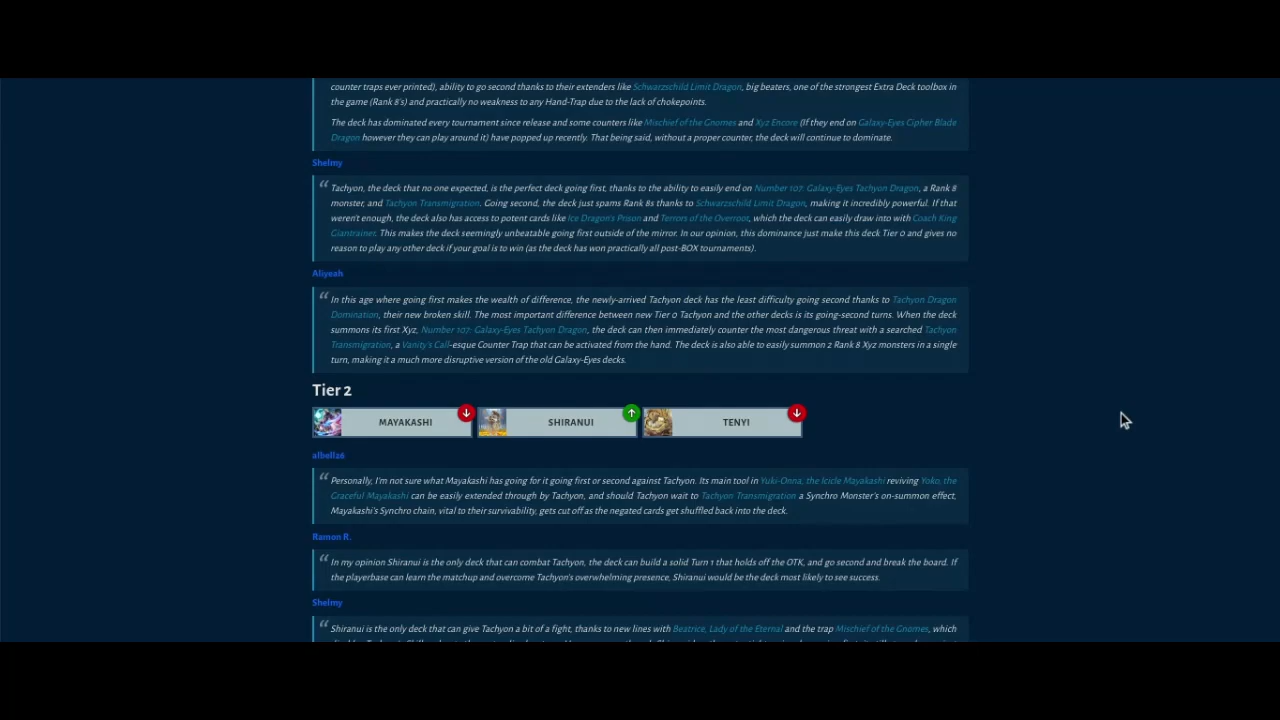 counter traps ever printed), ability to go second thanks to their extenders like Schwarzschild Limit Dragon, big beaters, one of the strongest Extra Deck toolbox in
the game (Rank 8's) and practically no weakness to any Hand-Trap due to the lack of chokepoints.
The deck has dominated every tournament since release and some counters like Mischief of the Gnomes and Xyz Encore (If they end on Galaxy-Eyes Cipher Blade
Dragon however they can play around it) have popped up recently. That being said, without a proper counter, the deck will continue to dominate.
Shelmy
“ Tachyon, the deck that no one expected, is the perfect deck going first, thanks to the ability to easily end on Number 107: Galaxy-Eyes Tachyon Dragon, a Rank 8
monster, and Tachyon Transmigration. Going second, the deck just spams Rank 8s thanks to Schwarzschild Limit Dragon, making it incredibly powerful. If that
weren't enough, the deck also has access to potent cards like Ice Dragon's Prison and Terrors of the Overroot, which the deck can easily draw into with Coach King
Giantrainer. This makes the deck seemingly unbeatable going first outside of the mirror. In our opinion, this dominance just make this deck Tier 0 and gives no
reason to play any other deck if your goal is to win (as the deck has won practically all post-BOX tournaments).
Aliyeah
“ In this age where going first makes the wealth of difference, the newly-arrived Tachyon deck has the least difficulty going second thanks to Tachyon Dragon
Domination, their new broken skill. The most important difference between new Tier 0 Tachyon and the other decks is its going-second turns. When the deck
summons its first Xyz, Number 107: Galaxy-Eyes Tachyon Dragon, the deck can then immediately counter the most dangerous threat with a searched Tachyon
Transmigration, a Vanity's Call-esque Counter Trap that can be activated from the hand. The deck is also able to easily summon 2 Rank 8 Xyz monsters in a single
turn, making it a much more disruptive version of the old Galaxy-Eyes decks.
Tier 2
MAYAKASHI SHIRANUI TENYI
albell26
“ Personally, I'm not sure what Mayakashi has going for it going first or second against Tachyon. Its main tool in Yuki-Onna, the Icicle Mayakashi reviving Yoko, the
Graceful Mayakashi can be easily extended through by Tachyon, and should Tachyon wait to Tachyon Transmigration a Synchro Monster's on-summon effect,
Mayakashi's Synchro chain, vital to their survivability, gets cut off as the negated cards get shuffled back into the deck.
Ramon R.
“ In my opinion Shiranui is the only deck that can combat Tachyon, the deck can build a solid Turn 1 that holds off the OTK, and go second and break the board. If
the playerbase can learn the matchup and overcome Tachyon's overwhelming presence, Shiranui would be the deck most likely to see success.
Shelmy
“ Shiranui is the only deck that can give Tachyon a bit of a fight, thanks to new lines with Beatrice, Lady of the Eternal and the trap Mischief of the Gnomes, which